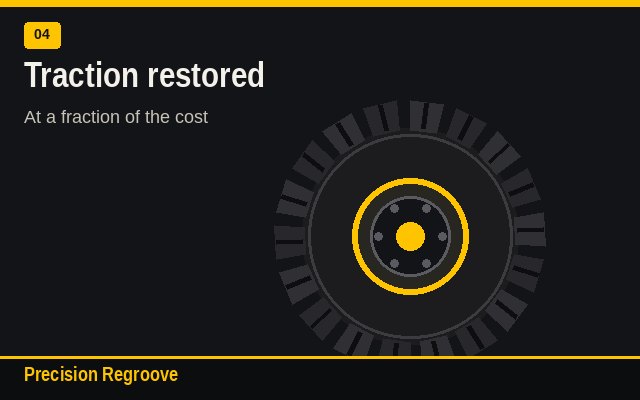 04
Traction restored
At a fraction of the cost
Precision Regroove